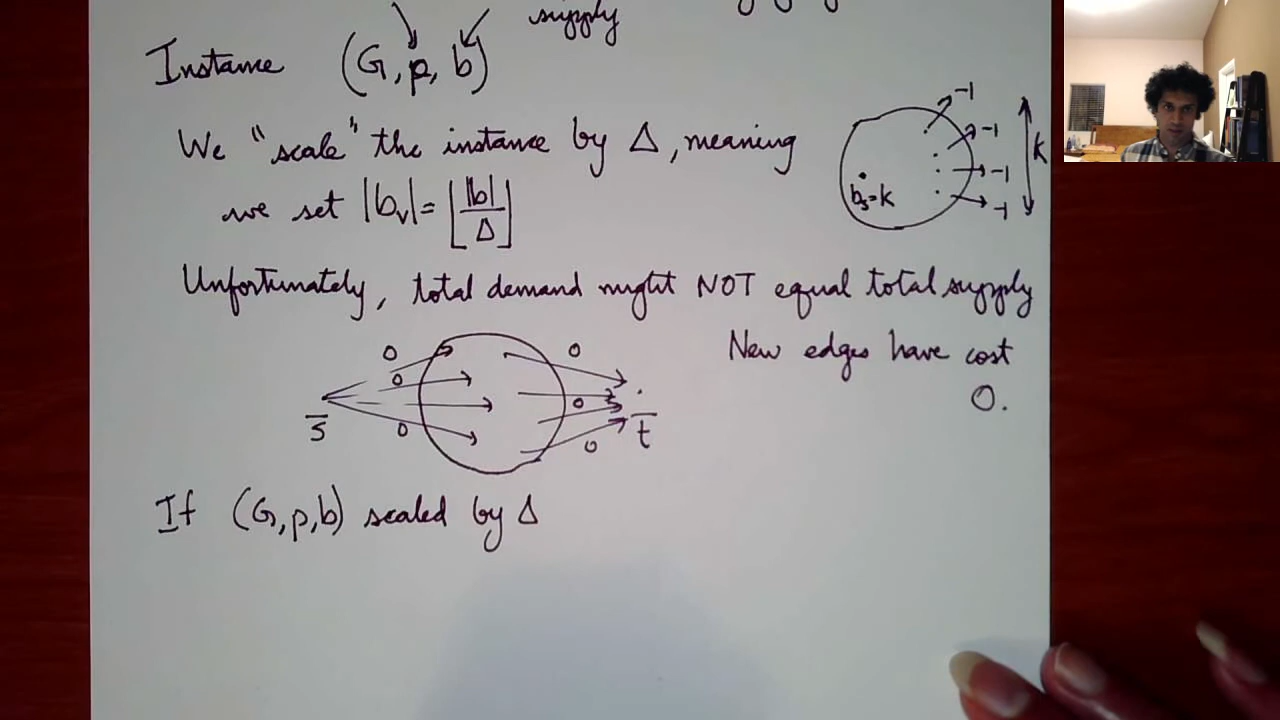 supply
Instance (G, p, b)
We "scale" the instance by Δ, meaning
we set |b_v| = ⌊|b|/Δ⌋
b_s = k
-1
-1
-1
-1
k
Unfortunately, total demand might NOT equal total supply
New edges have cost
0.
0
0
0
0
0
0
s̅
t̅
If (G, p, b) scaled by Δ